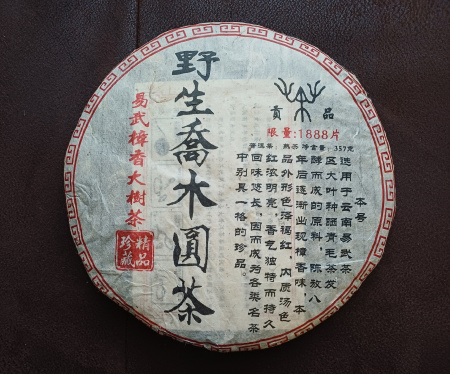 貢 品
限量:1888片
普洱茶:熟茶 净含量:357克
本号
选用于云南易武茶
区大叶种晒青毛茶发
酵而成的原料，陈放八
年后逐渐出现樟香味，本
品外形色泽褐红，内质汤色
红浓明亮，香气独特而持久
回味悠长，因而成为各类名茶
中别具一格的珍品。
野生喬木圓茶
易武樟香大樹茶
精品
珍藏